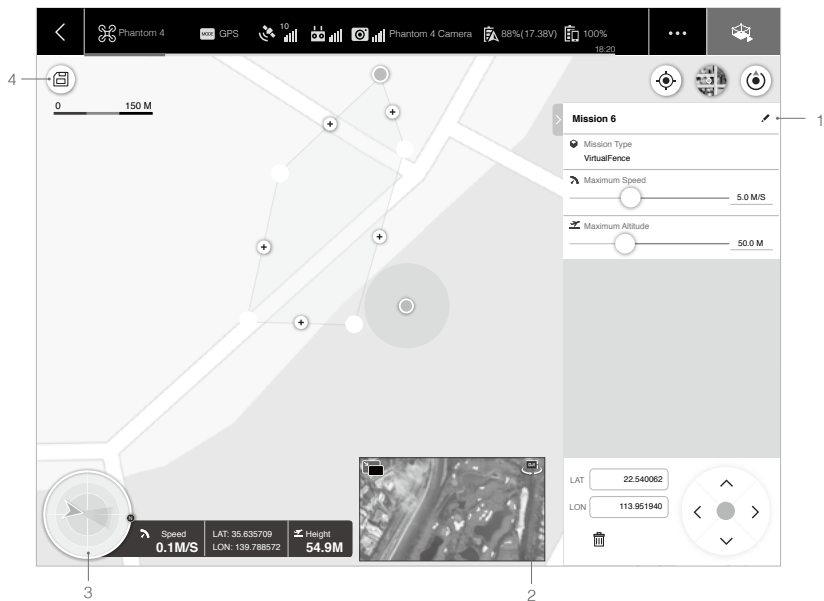 Phantom 4
MODE GPS
10
Phantom 4 Camera
88%(17.38V)
100%
18:20
4
0 150 M
Mission 6
1
Mission Type
VirtualFence
Maximum Speed
5.0 M/S
Maximum Altitude
50.0 M
LAT 22.540062
LON 113.951940
Speed
0.1M/S
LAT: 35.635709
LON: 139.788572
Height
54.9M
3
2